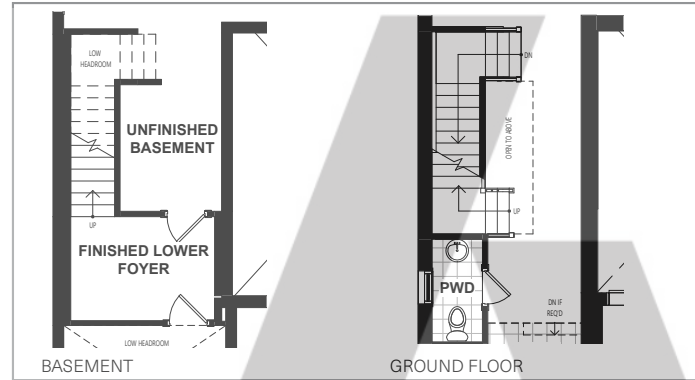 LOW
HEADROOM
UNFINISHED
BASEMENT
UP
FINISHED LOWER
FOYER
LOW HEADROOM
BASEMENT
DN
OPEN TO ABOVE
UP
PWD
DN IF
REQ'D
GROUND FLOOR